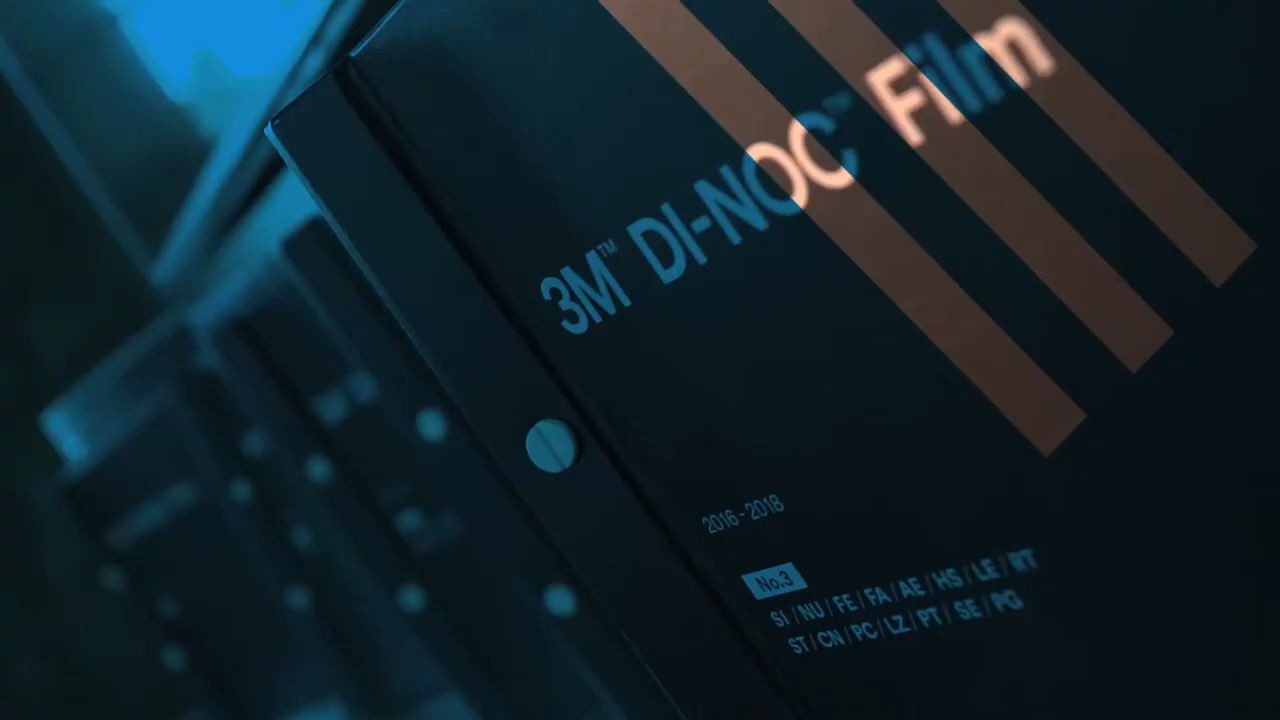 3M™ DI-NOC™ Film
2016-2018
No.3
SI / NU / FE / FA / AE / HS / LE / RT
ST / CN / PC / LZ / PT / SE / PG